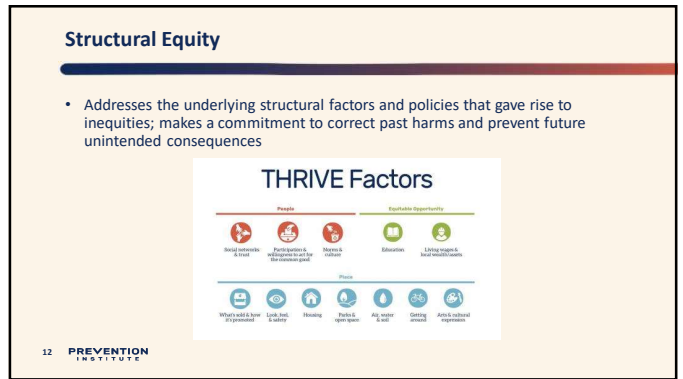 Structural Equity
• Addresses the underlying structural factors and policies that gave rise to
inequities; makes a commitment to correct past harms and prevent future
unintended consequences
THRIVE Factors
People
Equitable Opportunity
Social networks
& trust
Participation &
willingness to act for
the common good
Norms &
culture
Education
Living wages &
local wealth/assets
Place
What's sold & how
it's promoted
Look, feel,
& safety
Housing
Parks &
open space
Air, water
& soil
Getting
around
Arts & cultural
expression
12
PREVENTION
INSTITUTE